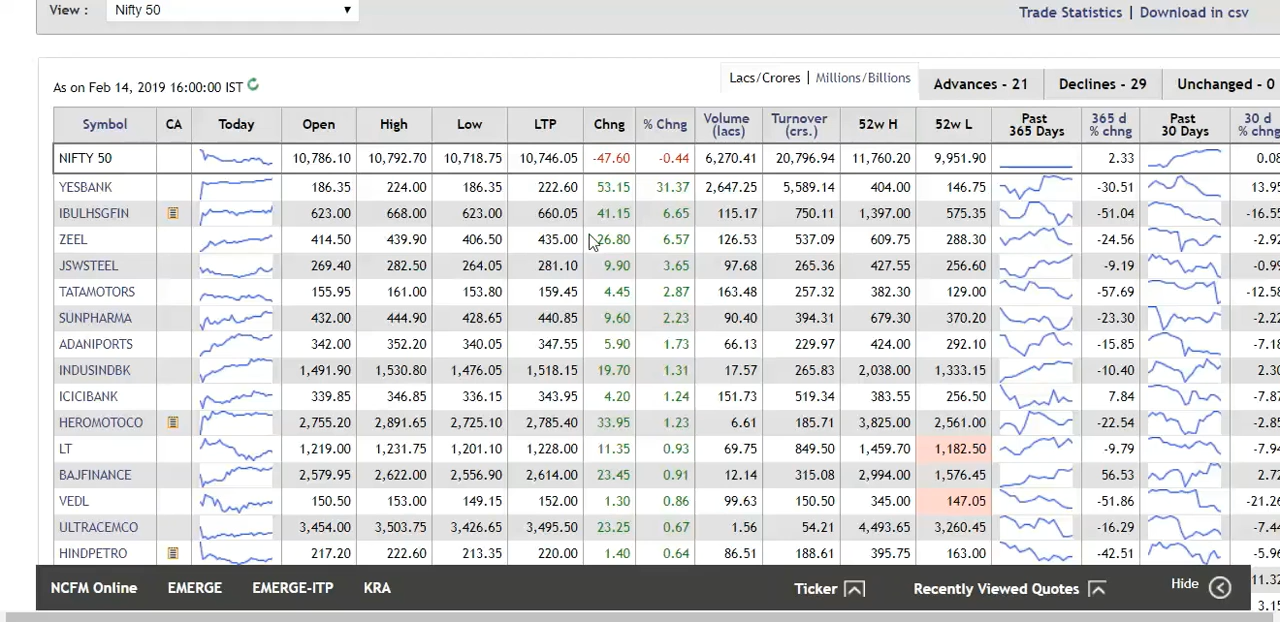 View : Nifty 50
Trade Statistics | Download in csv
As on Feb 14, 2019 16:00:00 IST
Lacs/Crores | Millions/Billions Advances - 21 Declines - 29 Unchanged - 0
Symbol CA Today Open High Low LTP Chng % Chng Volume (lacs) Turnover (crs.) 52w H 52w L Past 365 Days 365 d % chng Past 30 Days 30 d % chng
NIFTY 50 10,786.10 10,792.70 10,718.75 10,746.05 -47.60 -0.44 6,270.41 20,796.94 11,760.20 9,951.90 2.33 0.08
YESBANK 186.35 224.00 186.35 222.60 53.15 31.37 2,647.25 5,589.14 404.00 146.75 -30.51 13.95
IBULHSGFIN 623.00 668.00 623.00 660.05 41.15 6.65 115.17 750.11 1,397.00 575.35 -51.04 -16.5
ZEEL 414.50 439.90 406.50 435.00 26.80 6.57 126.53 537.09 609.75 288.30 -24.56 -2.92
JSWSTEEL 269.40 282.50 264.05 281.10 9.90 3.65 97.68 265.36 427.55 256.60 -9.19 -0.99
TATAMOTORS 155.95 161.00 153.80 159.45 4.45 2.87 163.48 257.32 382.30 129.00 -57.69 -12.58
SUNPHARMA 432.00 444.90 428.65 440.85 9.60 2.23 90.40 394.31 679.30 370.20 -23.30 -2.22
ADANIPORTS 342.00 352.20 340.05 347.55 5.90 1.73 66.13 229.97 424.00 292.10 -15.85 -7.18
INDUSINDBK 1,491.90 1,530.80 1,476.05 1,518.15 19.70 1.31 17.57 265.83 2,038.00 1,333.15 -10.40 2.30
ICICIBANK 339.85 346.85 336.15 343.95 4.20 1.24 151.73 519.34 383.55 256.50 7.84 -7.87
HEROMOTOCO 2,755.20 2,891.65 2,725.10 2,785.40 33.95 1.23 6.61 185.71 3,825.00 2,561.00 -22.54 -2.85
LT 1,219.00 1,231.75 1,201.10 1,228.00 11.35 0.93 69.75 849.50 1,459.70 1,182.50 -9.79 -7.94
BAJFINANCE 2,579.95 2,622.00 2,556.90 2,614.00 23.45 0.91 12.14 315.08 2,994.00 1,576.45 56.53 2.72
VEDL 150.50 153.00 149.15 152.00 1.30 0.86 99.63 150.50 345.00 147.05 -51.86 -21.26
ULTRACEMCO 3,454.00 3,503.75 3,426.65 3,495.50 23.25 0.67 1.56 54.21 4,493.65 3,260.45 -16.29 -7.4
HINDPETRO 217.20 222.60 213.35 220.00 1.40 0.64 86.51 188.61 395.75 163.00 -42.51 -5.96
NCFM Online EMERGE EMERGE-ITP KRA Ticker Recently Viewed Quotes Hide 11.32
3.15